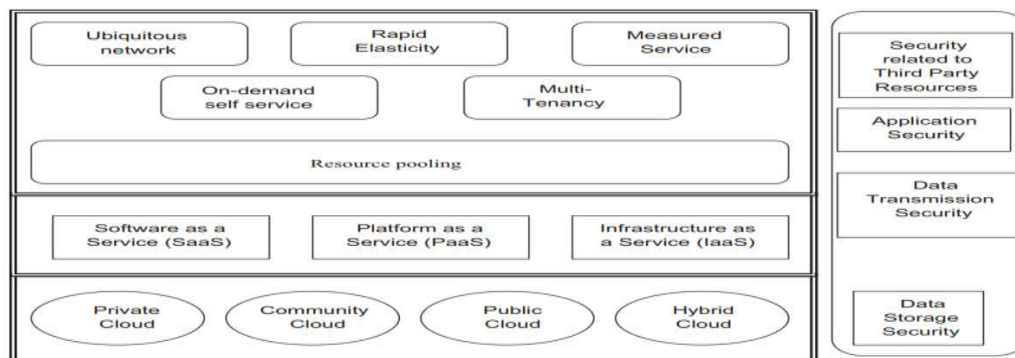 Ubiquitous
network
Rapid
Elasticity
Measured
Service
On-demand
self service
Multi-
Tenancy
Resource pooling
Software as a
Service (SaaS)
Platform as a
Service (PaaS)
Infrastructure as
a Service (IaaS)
Private
Cloud
Community
Cloud
Public
Cloud
Hybrid
Cloud
Security
related to
Third Party
Resources
Application
Security
Data
Transmission
Security
Data
Storage
Security